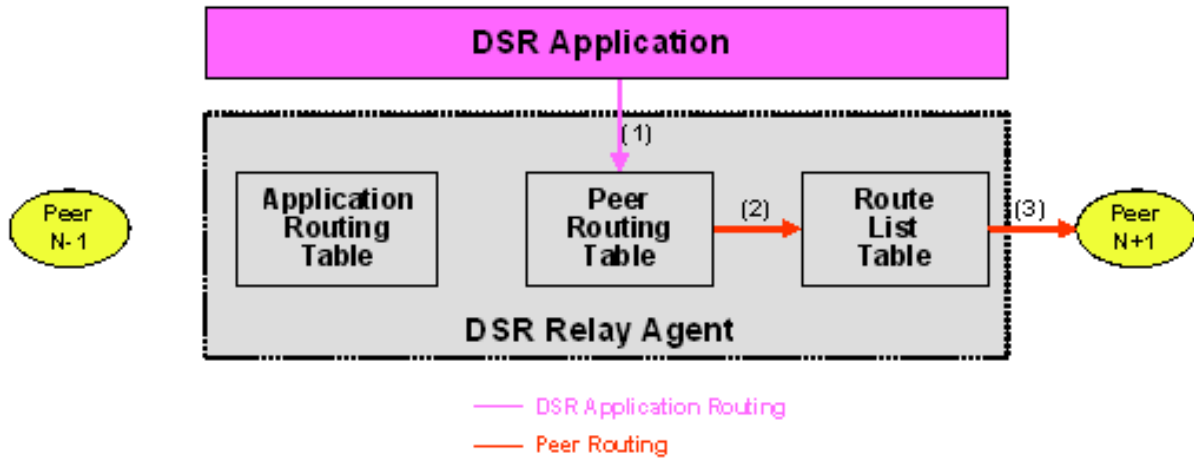 DSR Application
(1)
Application
Routing
Table
Peer
Routing
Table
(2)
Route
List
Table
(3)
Peer
N-1
Peer
N+1
DSR Relay Agent
DSR Application Routing
Peer Routing